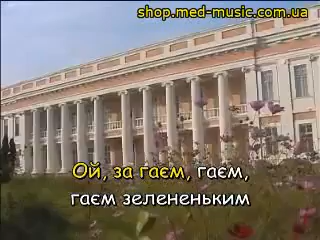 shop.med-music.com.ua
Ой, за гаєм, гаєм,
гаєм зелененьким